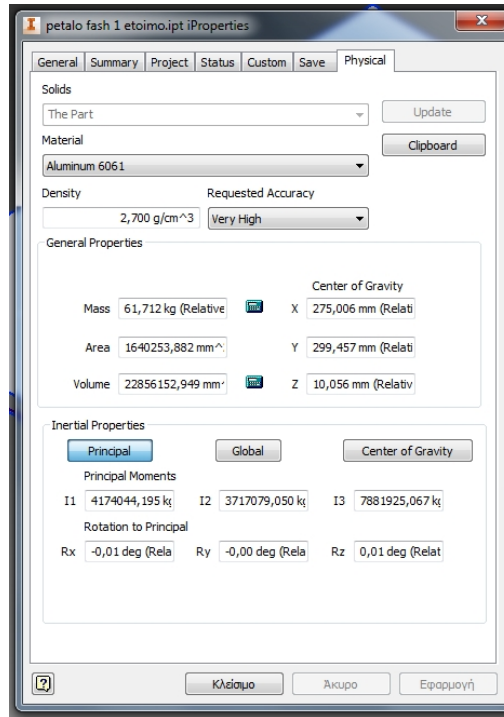 petalo fash 1 etoimo.ipt iProperties
General Summary Project Status Custom Save Physical
Solids
The Part Update
Material Clipboard
Aluminum 6061
Density Requested Accuracy
2,700 g/cm^3 Very High
General Properties
Center of Gravity
Mass 61,712 kg (Relative X 275,006 mm (Relati
Area 1640253,882 mm^ Y 299,457 mm (Relati
Volume 22856152,949 mm^ Z 10,056 mm (Relativ
Inertial Properties
Principal Global Center of Gravity
Principal Moments
I1 4174044,195 kg I2 3717079,050 kg I3 7881925,067 kg
Rotation to Principal
Rx -0,01 deg (Rela Ry -0,00 deg (Rela Rz 0,01 deg (Relat
Κλείσιμο Άκυρο Εφαρμογή